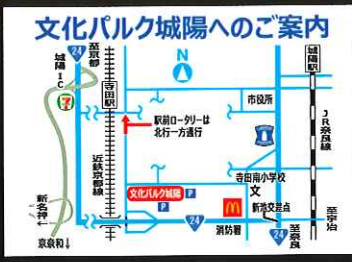 文化パルク城陽へのご案内
至京都
24
城陽IC
寺田駅
N
城陽駅
市役所
駅前ロータリーは
北行一方通行
JR奈良線
近鉄京都線
寺田南小学校
文
文化パルク城陽
P
P
新池交差点
新名神
24
消防署
24
至奈良
至宇治
京奈和↓